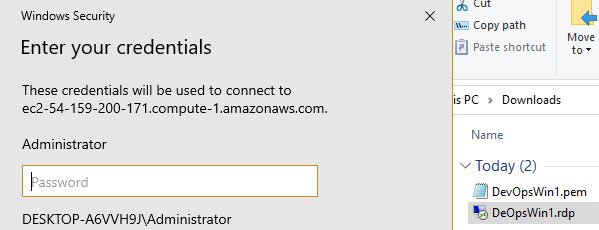 Windows Security
Enter your credentials
These credentials will be used to connect to
ec2-54-159-200-171.compute-1.amazonaws.com.
Administrator
Password
DESKTOP-A6VVH9J\Administrator
Copy path
Paste shortcut
Move
to
is PC > Downloads
Name
Today (2)
DevOpsWin1.pem
DeOpsWin1.rdp